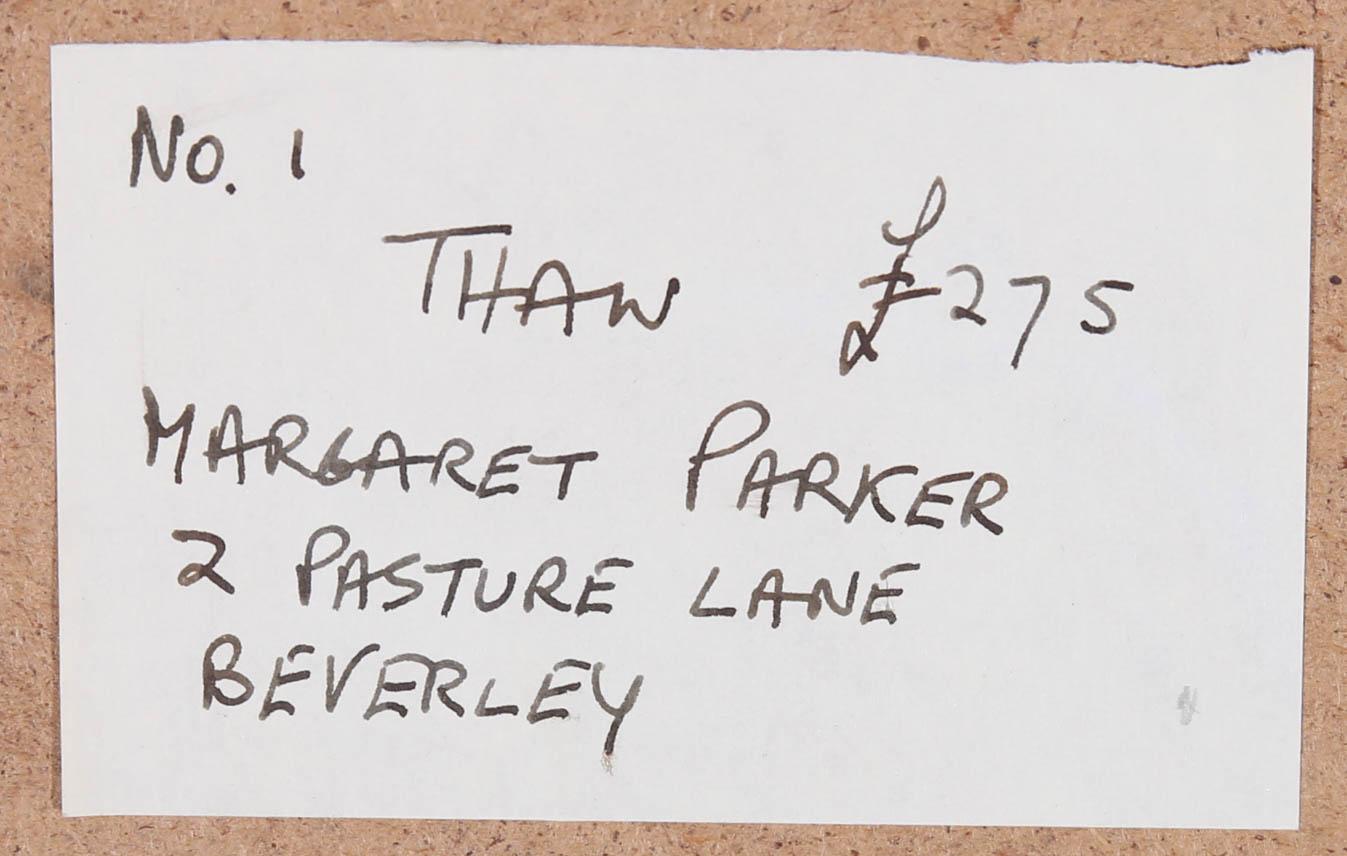 No. 1
THAW £275
MARGARET PARKER
2 PASTURE LANE
BEVERLEY